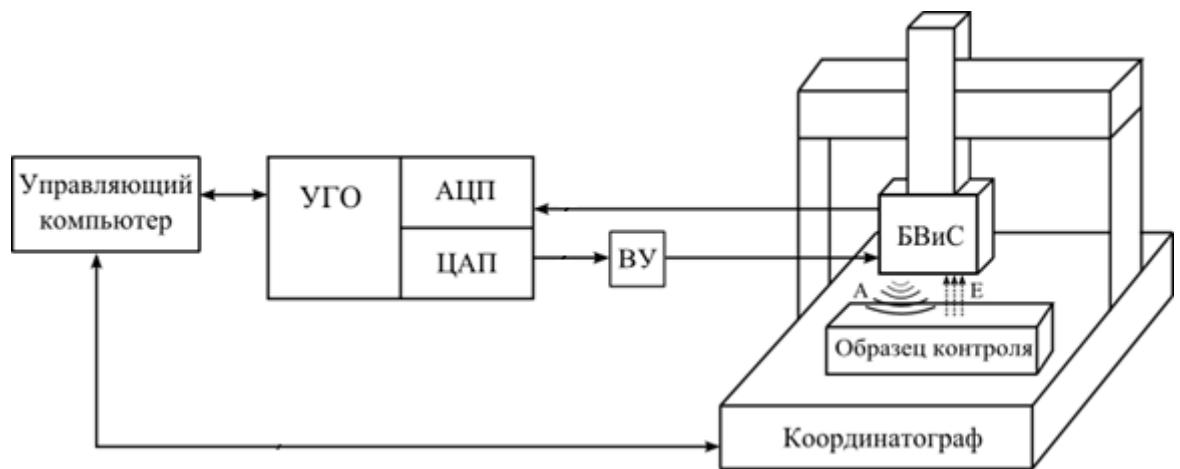 Управляющий
компьютер
УГО
АЦП
ЦАП
ВУ
БВиС
А
Е
Образец контроля
Координатограф